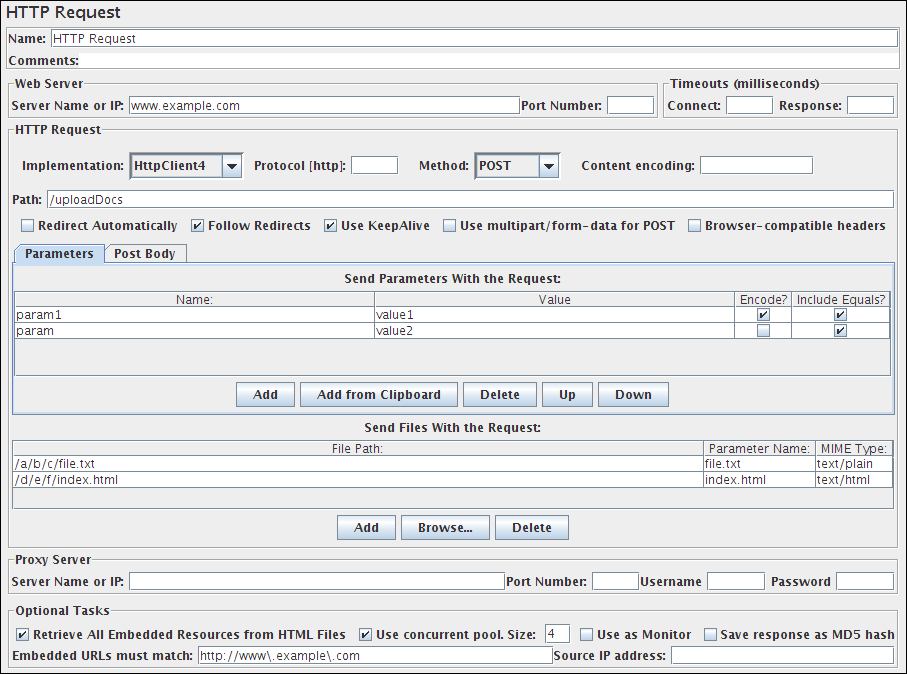 HTTP Request
Name: HTTP Request
Comments:
Web Server
Timeouts (milliseconds)
Server Name or IP: www.example.com Port Number: Connect: Response:
HTTP Request
Implementation: HttpClient4 Protocol [http]: Method: POST Content encoding:
Path: /uploadDocs
Redirect Automatically Follow Redirects Use KeepAlive Use multipart/form-data for POST Browser-compatible headers
Parameters Post Body
Send Parameters With the Request:
Name: Value Encode? Include Equals?
param1 value1
param value2
Add Add from Clipboard Delete Up Down
Send Files With the Request:
File Path: Parameter Name: MIME Type:
/a/b/c/file.txt file.txt text/plain
/d/e/f/index.html index.html text/html
Add Browse... Delete
Proxy Server
Server Name or IP: Port Number: Username Password
Optional Tasks
Retrieve All Embedded Resources from HTML Files Use concurrent pool. Size: 4 Use as Monitor Save response as MD5 hash
Embedded URLs must match: http://www\.example\.com Source IP address: